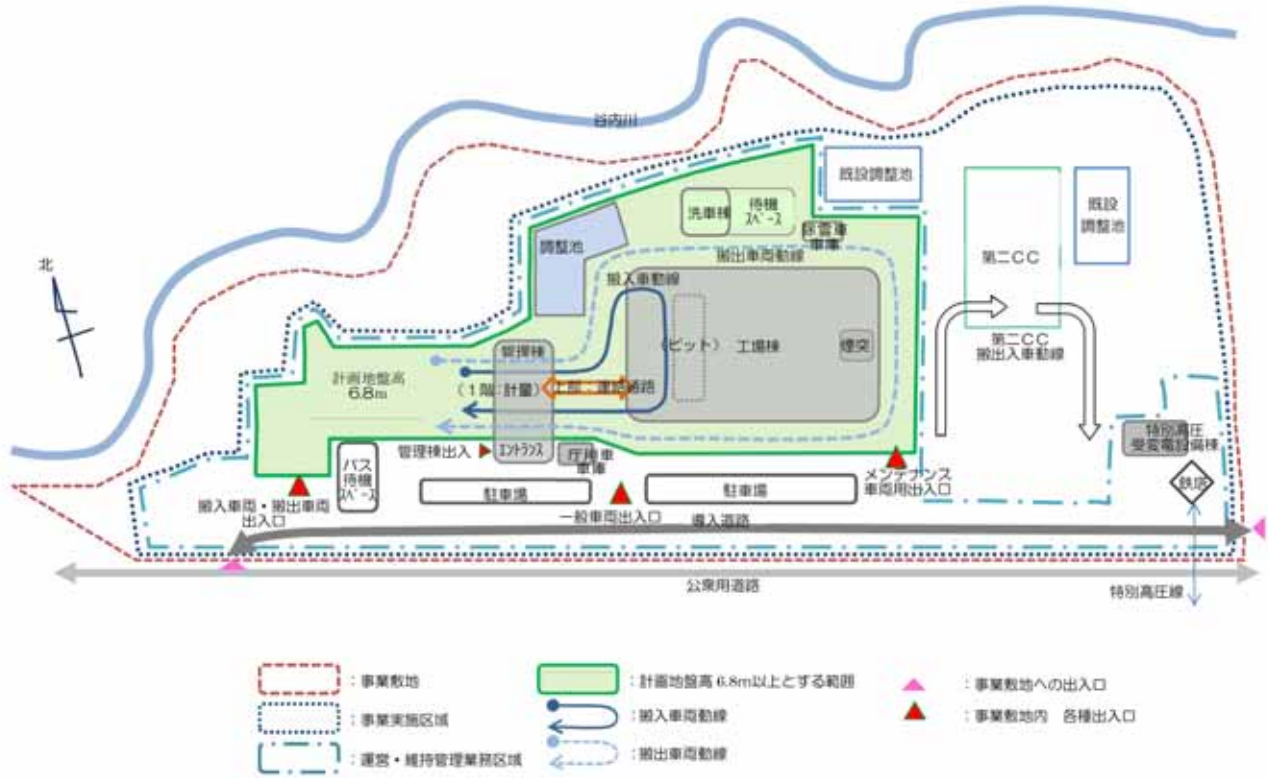 谷内川
北
既設調整池
既設
調整池
洗車棟
待機
スペース
除雪車
車庫
調整池
搬出車両動線
搬入車動線
第二CC
第二CC
搬出入車動線
管理棟
(ピット)
工場棟
煙突
計画地盤高
6.8m
(1階:計量)
上階:連絡通路
特別高圧
受変電設備棟
管理棟出入
エントランス
庁用車
車庫
バス
待機
スペース
メンテナンス
車両用出入口
鉄塔
駐車場
駐車場
搬入車両・搬出車両
出入口
一般車両出入口
導入道路
公衆用道路
特別高圧線
:事業敷地
:計画地盤高 6.8m以上とする範囲
:事業敷地への出入口
:事業実施区域
:搬入車両動線
:事業敷地内 各種出入口
:運営・維持管理業務区域
:搬出車両動線